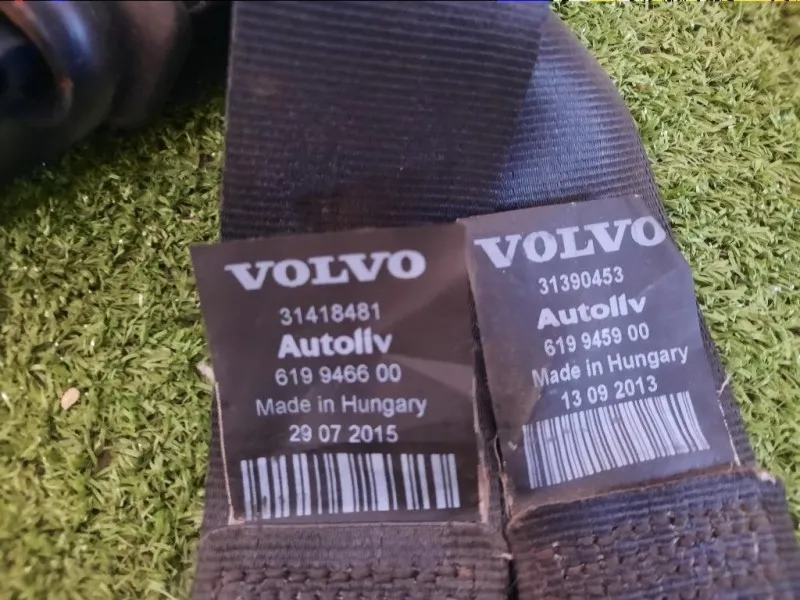 VOLVO
31418481
Autoliv
619 9466 00
Made in Hungary
29 07 2015
VOLVO
31390453
Autoliv
619 9459 00
Made in Hungary
13 09 2013